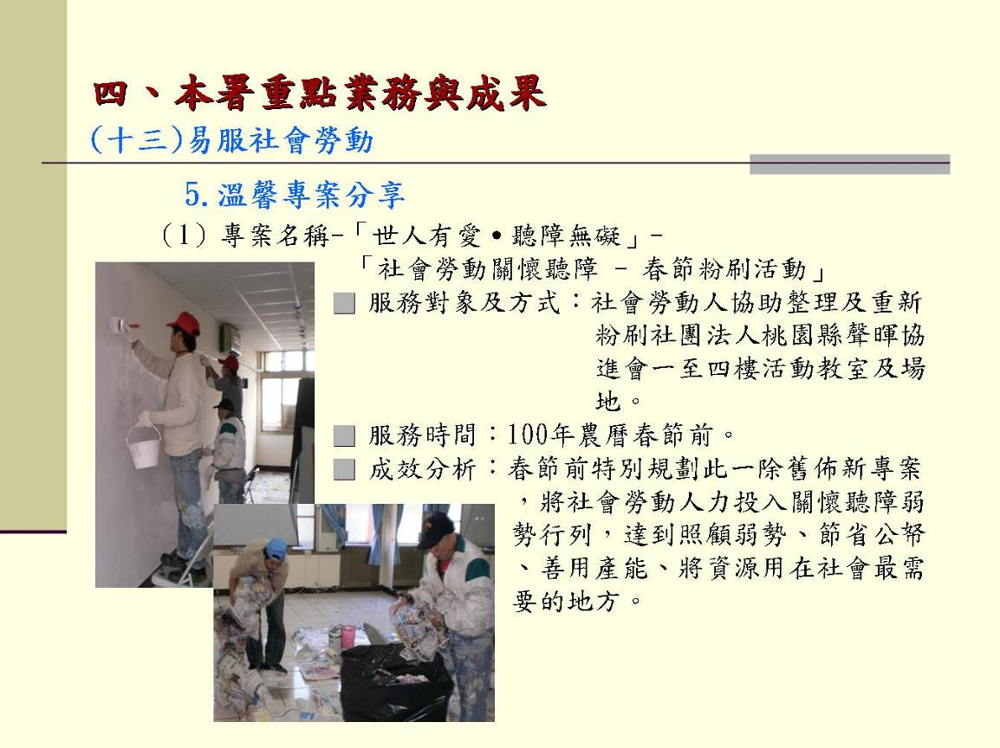 四、本署重點業務與成果
(十三)易服社會勞動
5.溫馨專案分享
(1) 專案名稱-「世人有愛•聽障無礙」-
「社會勞動關懷聽障 - 春節粉刷活動」
服務對象及方式：社會勞動人協助整理及重新
粉刷社團法人桃園縣聲暉協
進會一至四樓活動教室及場
地。
服務時間：100年農曆春節前。
成效分析：春節前特別規劃此一除舊佈新專案
，將社會勞動人力投入關懷聽障弱
勢行列，達到照顧弱勢、節省公帑
、善用產能、將資源用在社會最需
要的地方。